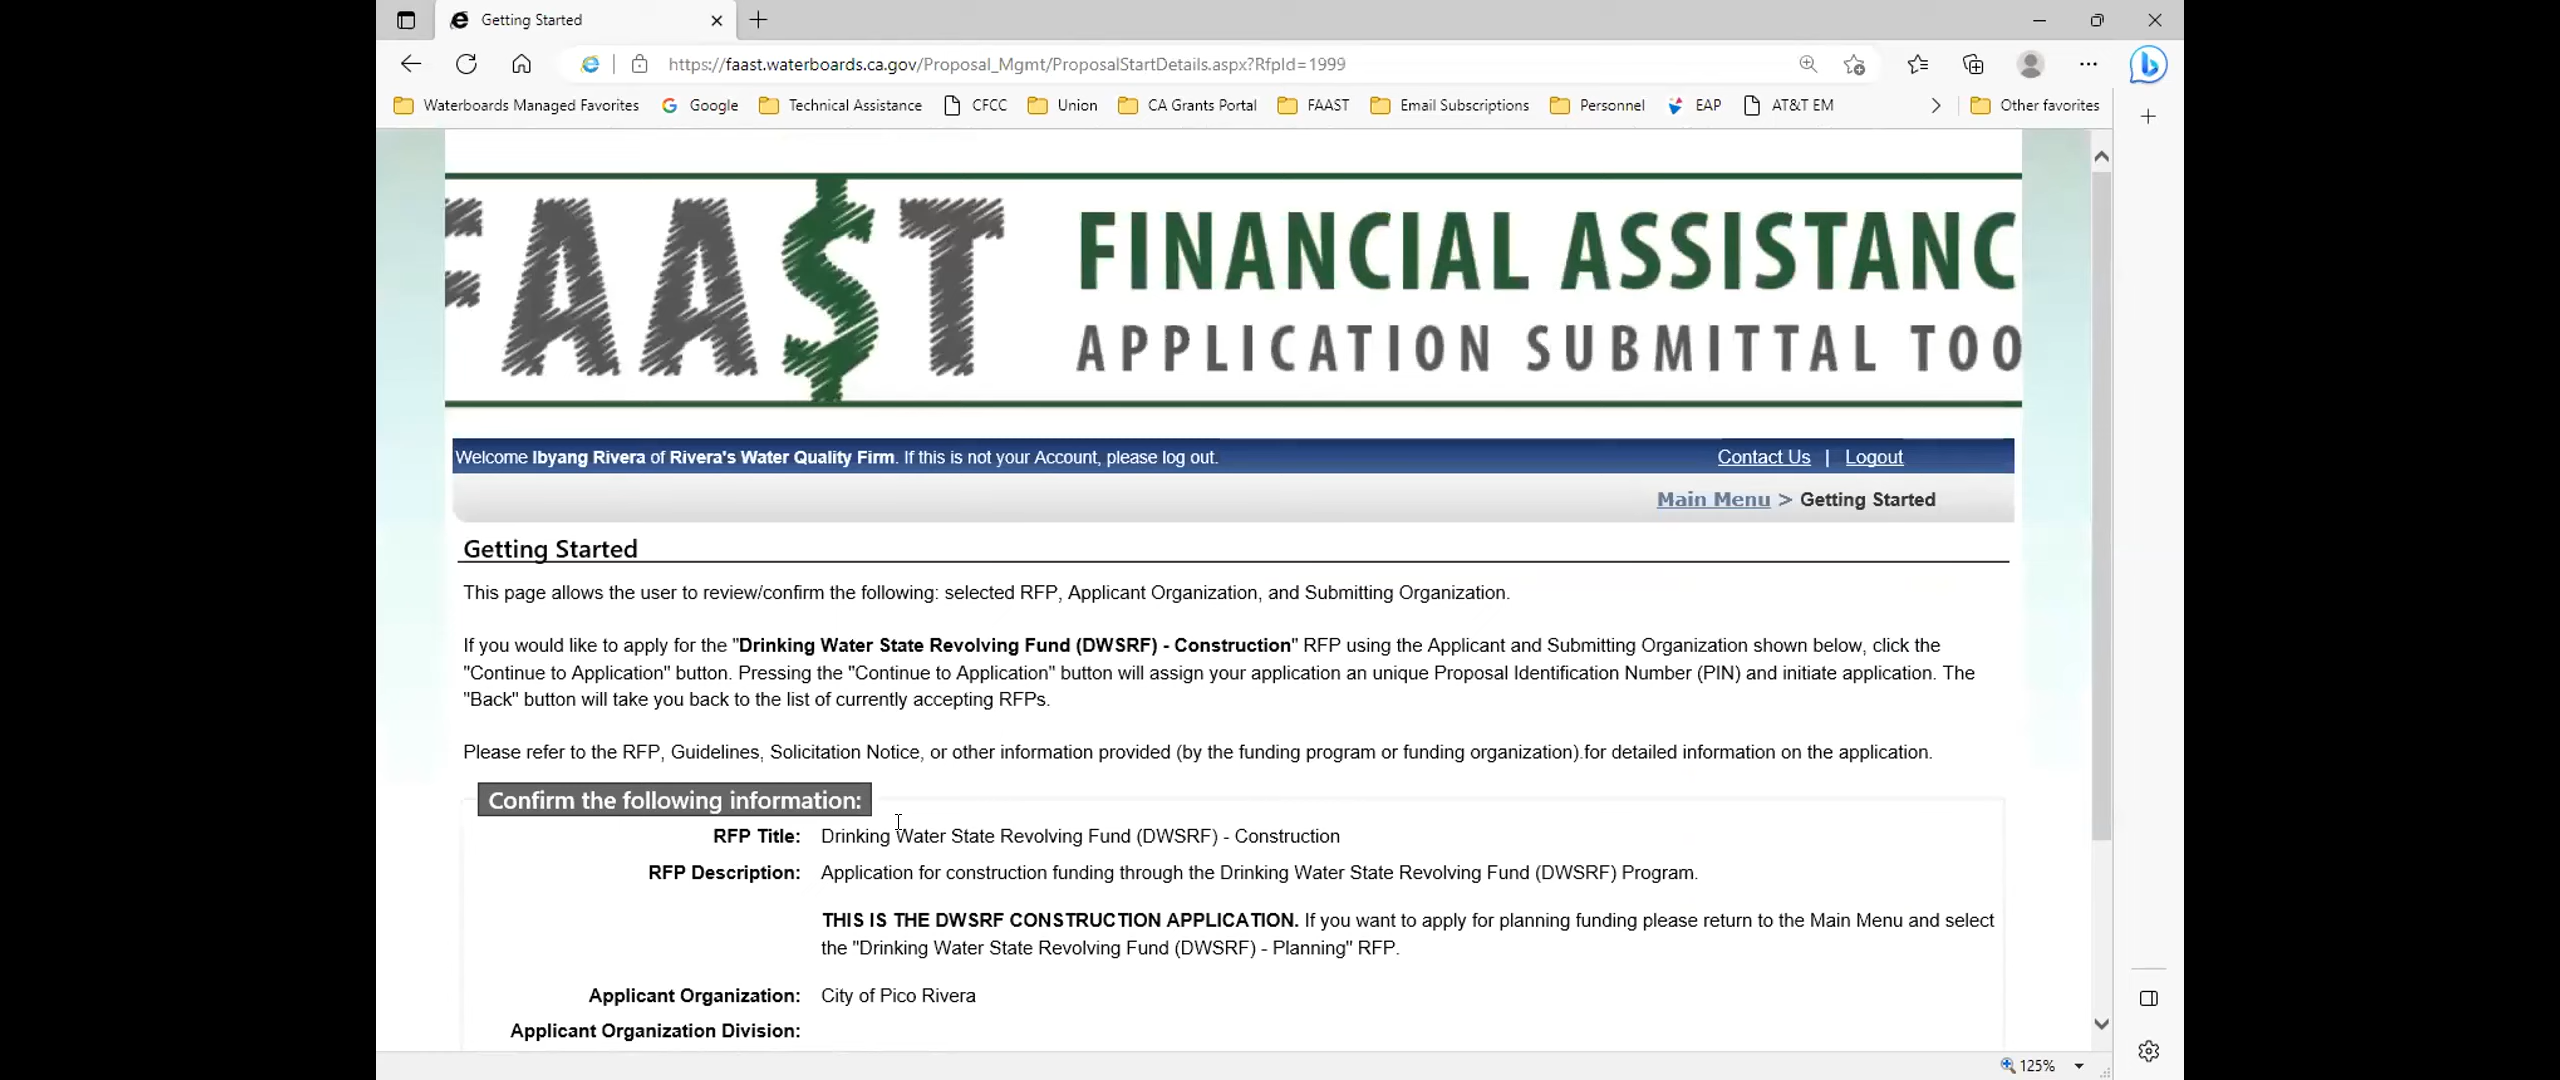 Getting Started
https://faast.waterboards.ca.gov/Proposal_Mgmt/ProposalStartDetails.aspx?RfpId=1999
Waterboards Managed Favorites Google Technical Assistance CFCC Union CA Grants Portal FAAST Email Subscriptions Personnel EAP AT&T EM Other favorites
FAA$T FINANCIAL ASSISTANC
APPLICATION SUBMITTAL TOO
Welcome Ibyang Rivera of Rivera's Water Quality Firm. If this is not your Account, please log out. Contact Us | Logout
Main Menu > Getting Started
Getting Started
This page allows the user to review/confirm the following: selected RFP, Applicant Organization, and Submitting Organization.
If you would like to apply for the "Drinking Water State Revolving Fund (DWSRF) - Construction" RFP using the Applicant and Submitting Organization shown below, click the
"Continue to Application" button. Pressing the "Continue to Application" button will assign your application an unique Proposal Identification Number (PIN) and initiate application. The
"Back" button will take you back to the list of currently accepting RFPs.
Please refer to the RFP, Guidelines, Solicitation Notice, or other information provided (by the funding program or funding organization).for detailed information on the application.
Confirm the following information:
RFP Title: Drinking Water State Revolving Fund (DWSRF) - Construction
RFP Description: Application for construction funding through the Drinking Water State Revolving Fund (DWSRF) Program.
THIS IS THE DWSRF CONSTRUCTION APPLICATION. If you want to apply for planning funding please return to the Main Menu and select
the "Drinking Water State Revolving Fund (DWSRF) - Planning" RFP.
Applicant Organization: City of Pico Rivera
Applicant Organization Division:
125%